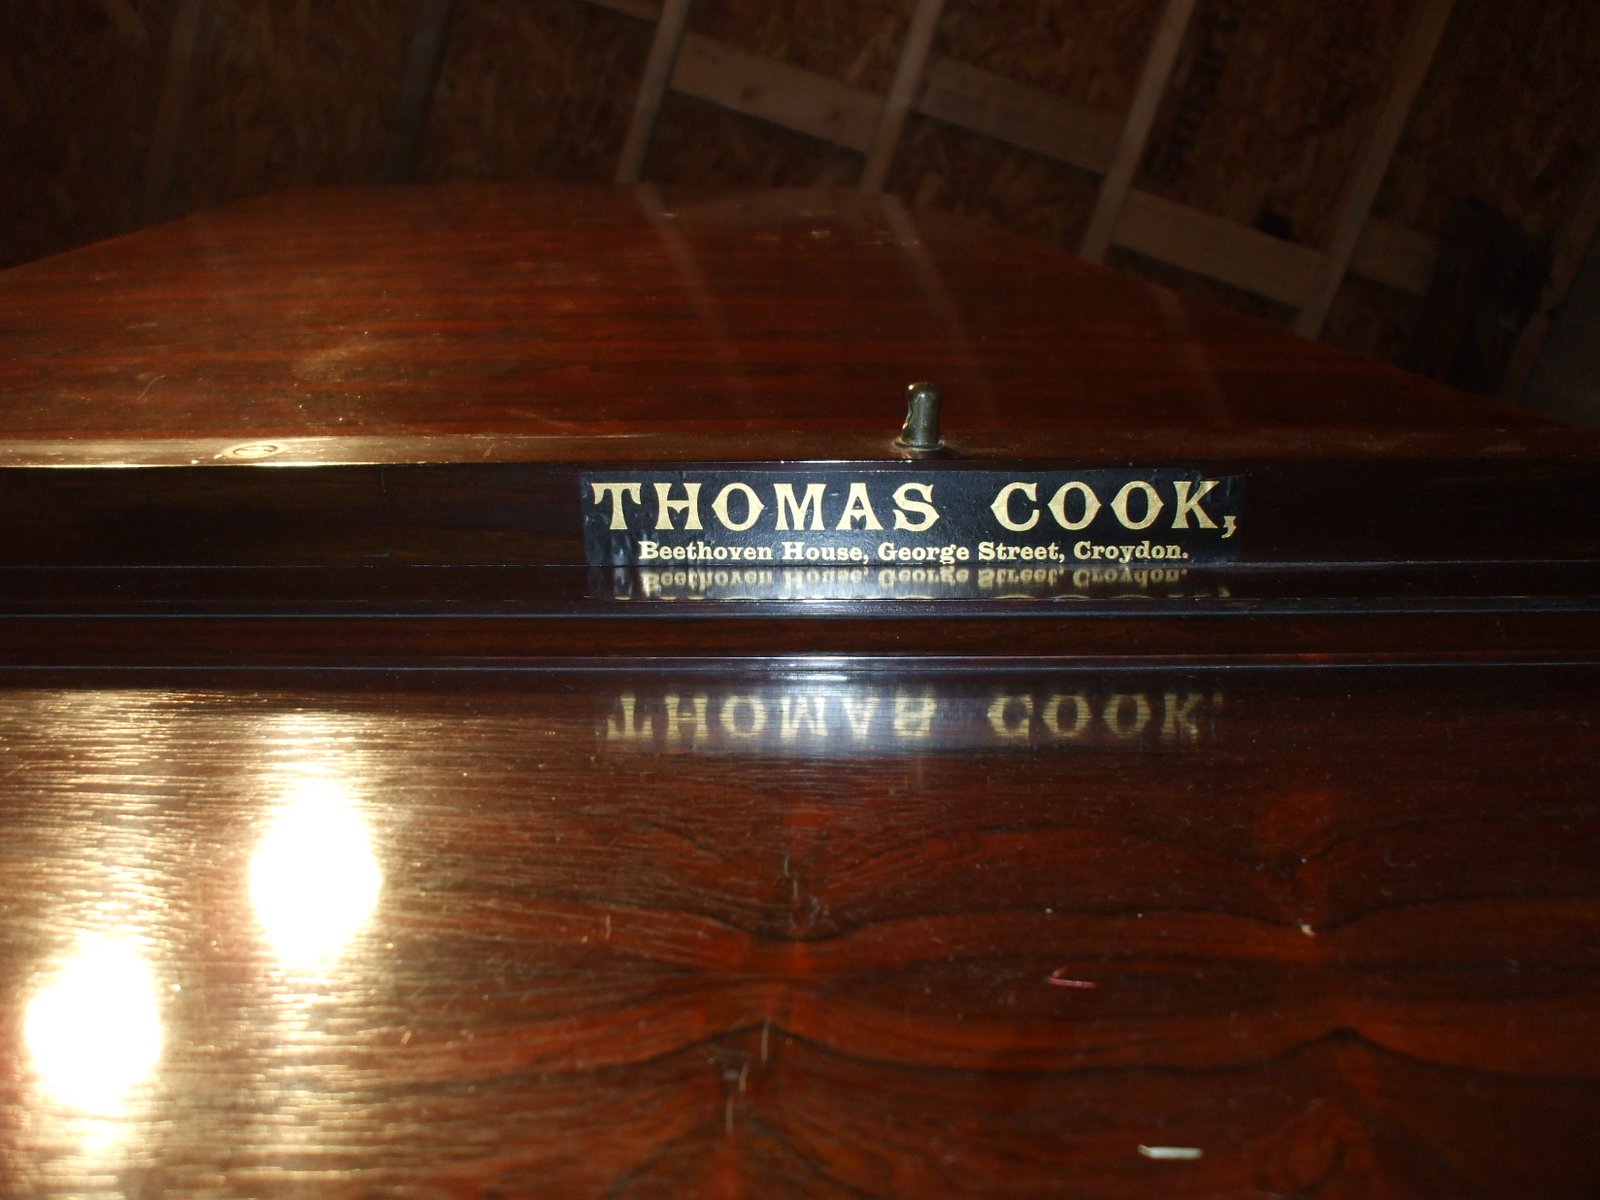 THOMAS COOK,
Beethoven House, George Street, Croydon.